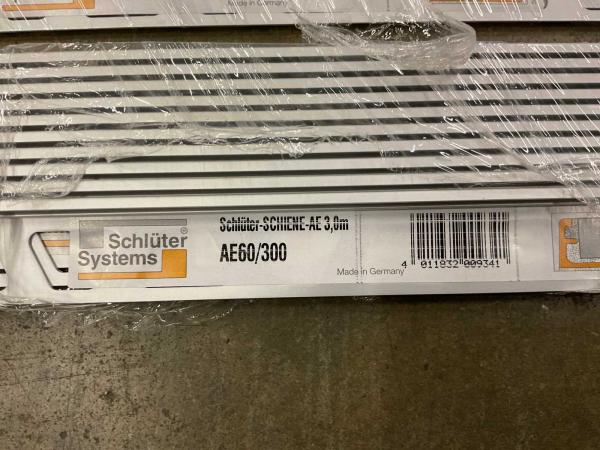 Made in Germany
Schlüter®
Systems
Schlüter-SCHIENE-AE 3,0m
AE60/300
Made in Germany
4 011832 009341